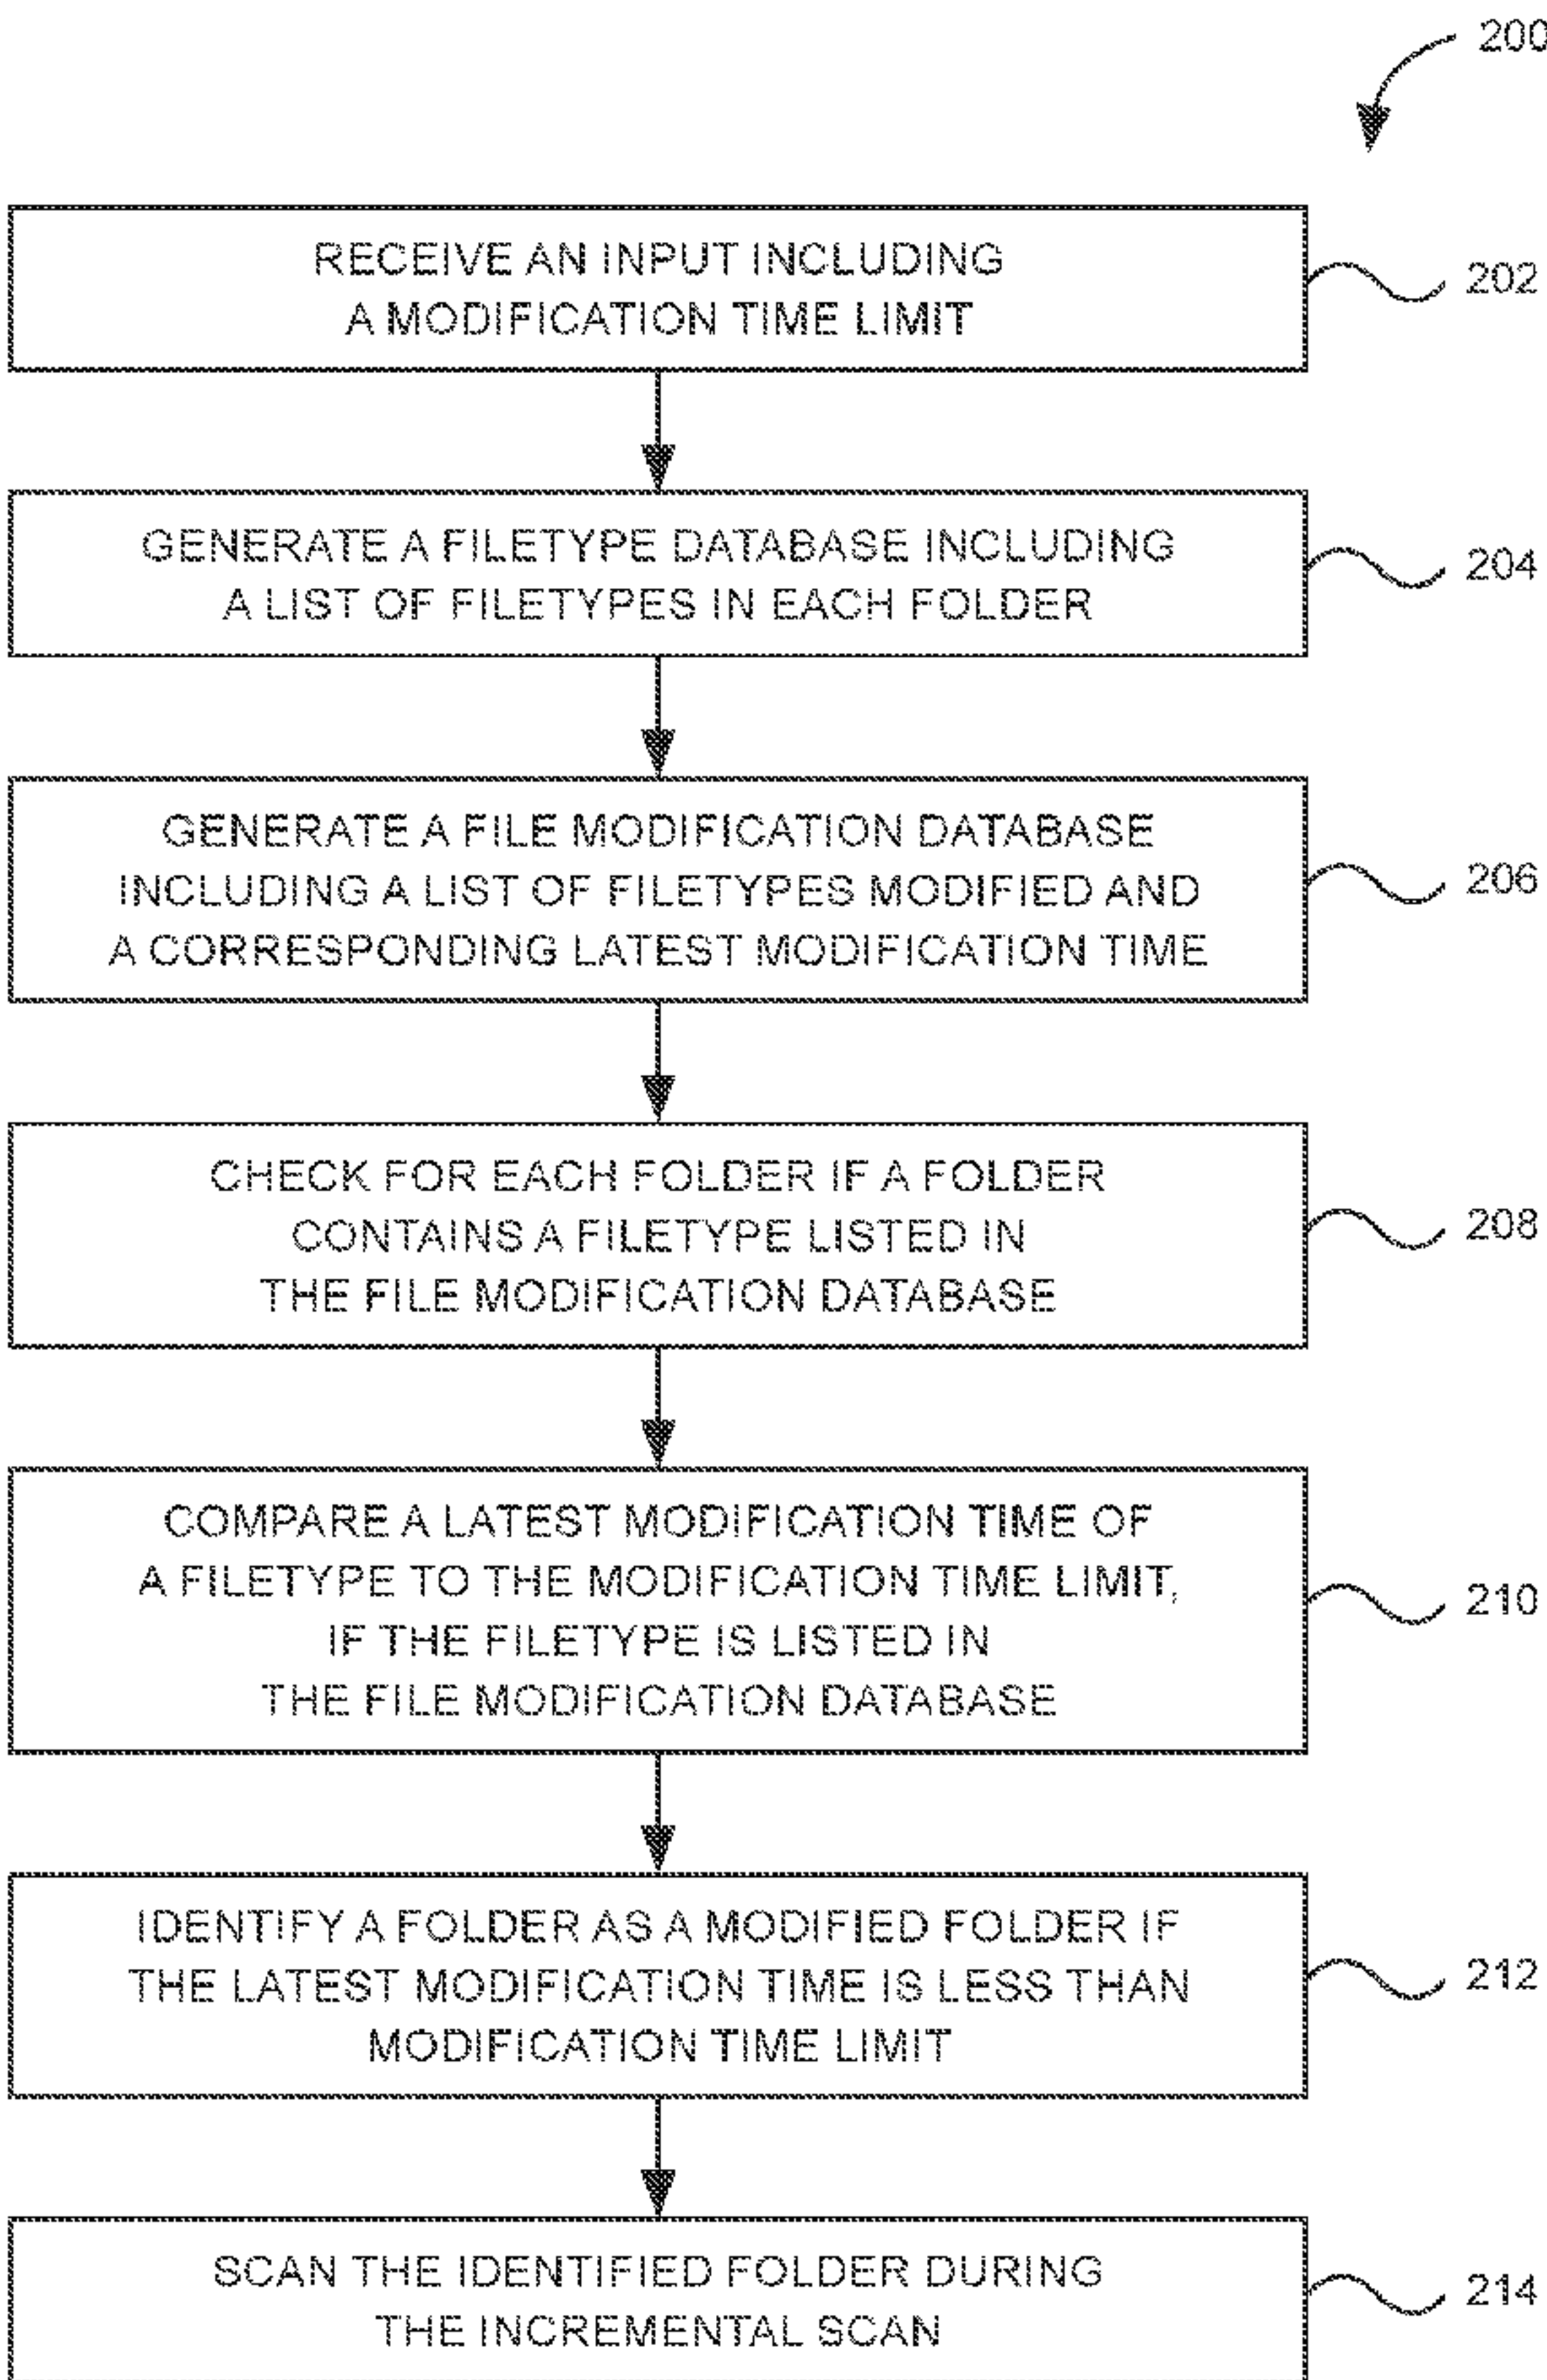 200
RECEIVE AN INPUT INCLUDING
A MODIFICATION TIME LIMIT
202
GENERATE A FILETYPE DATABASE INCLUDING
A LIST OF FILETYPES IN EACH FOLDER
204
GENERATE A FILE MODIFICATION DATABASE
INCLUDING A LIST OF FILETYPES MODIFIED AND
A CORRESPONDING LATEST MODIFICATION TIME
206
CHECK FOR EACH FOLDER IF A FOLDER
CONTAINS A FILETYPE LISTED IN
THE FILE MODIFICATION DATABASE
208
COMPARE A LATEST MODIFICATION TIME OF
A FILETYPE TO THE MODIFICATION TIME LIMIT,
IF THE FILETYPE IS LISTED IN
THE FILE MODIFICATION DATABASE
210
IDENTIFY A FOLDER AS A MODIFIED FOLDER IF
THE LATEST MODIFICATION TIME IS LESS THAN
MODIFICATION TIME LIMIT
212
SCAN THE IDENTIFIED FOLDER DURING
THE INCREMENTAL SCAN
214